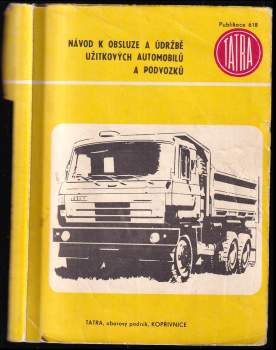 Publikace 618
TATRA
NÁVOD K OBSLUZE A ÚDRŽBĚ
UŽITKOVÝCH AUTOMOBILŮ
A PODVOZKŮ
TATRA, oborový podnik, KOPŘIVNICE